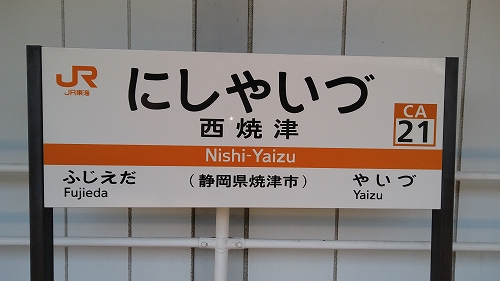 JR
JR東海
にしやいづ
西焼津
CA
21
Nishi-Yaizu
ふじえだ
Fujieda
（静岡県焼津市）
やいづ
Yaizu